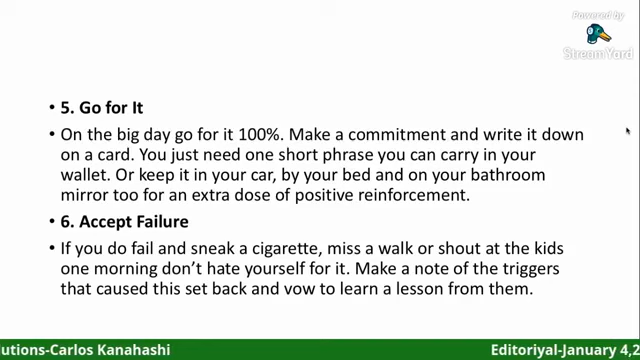 Powered by
StreamYard
• 5. Go for It
• On the big day go for it 100%. Make a commitment and write it down
on a card. You just need one short phrase you can carry in your
wallet. Or keep it in your car, by your bed and on your bathroom
mirror too for an extra dose of positive reinforcement.
• 6. Accept Failure
• If you do fail and sneak a cigarette, miss a walk or shout at the kids
one morning don’t hate yourself for it. Make a note of the triggers
that caused this set back and vow to learn a lesson from them.
lutions-Carlos Kanahashi Editoriyal-January 4,2